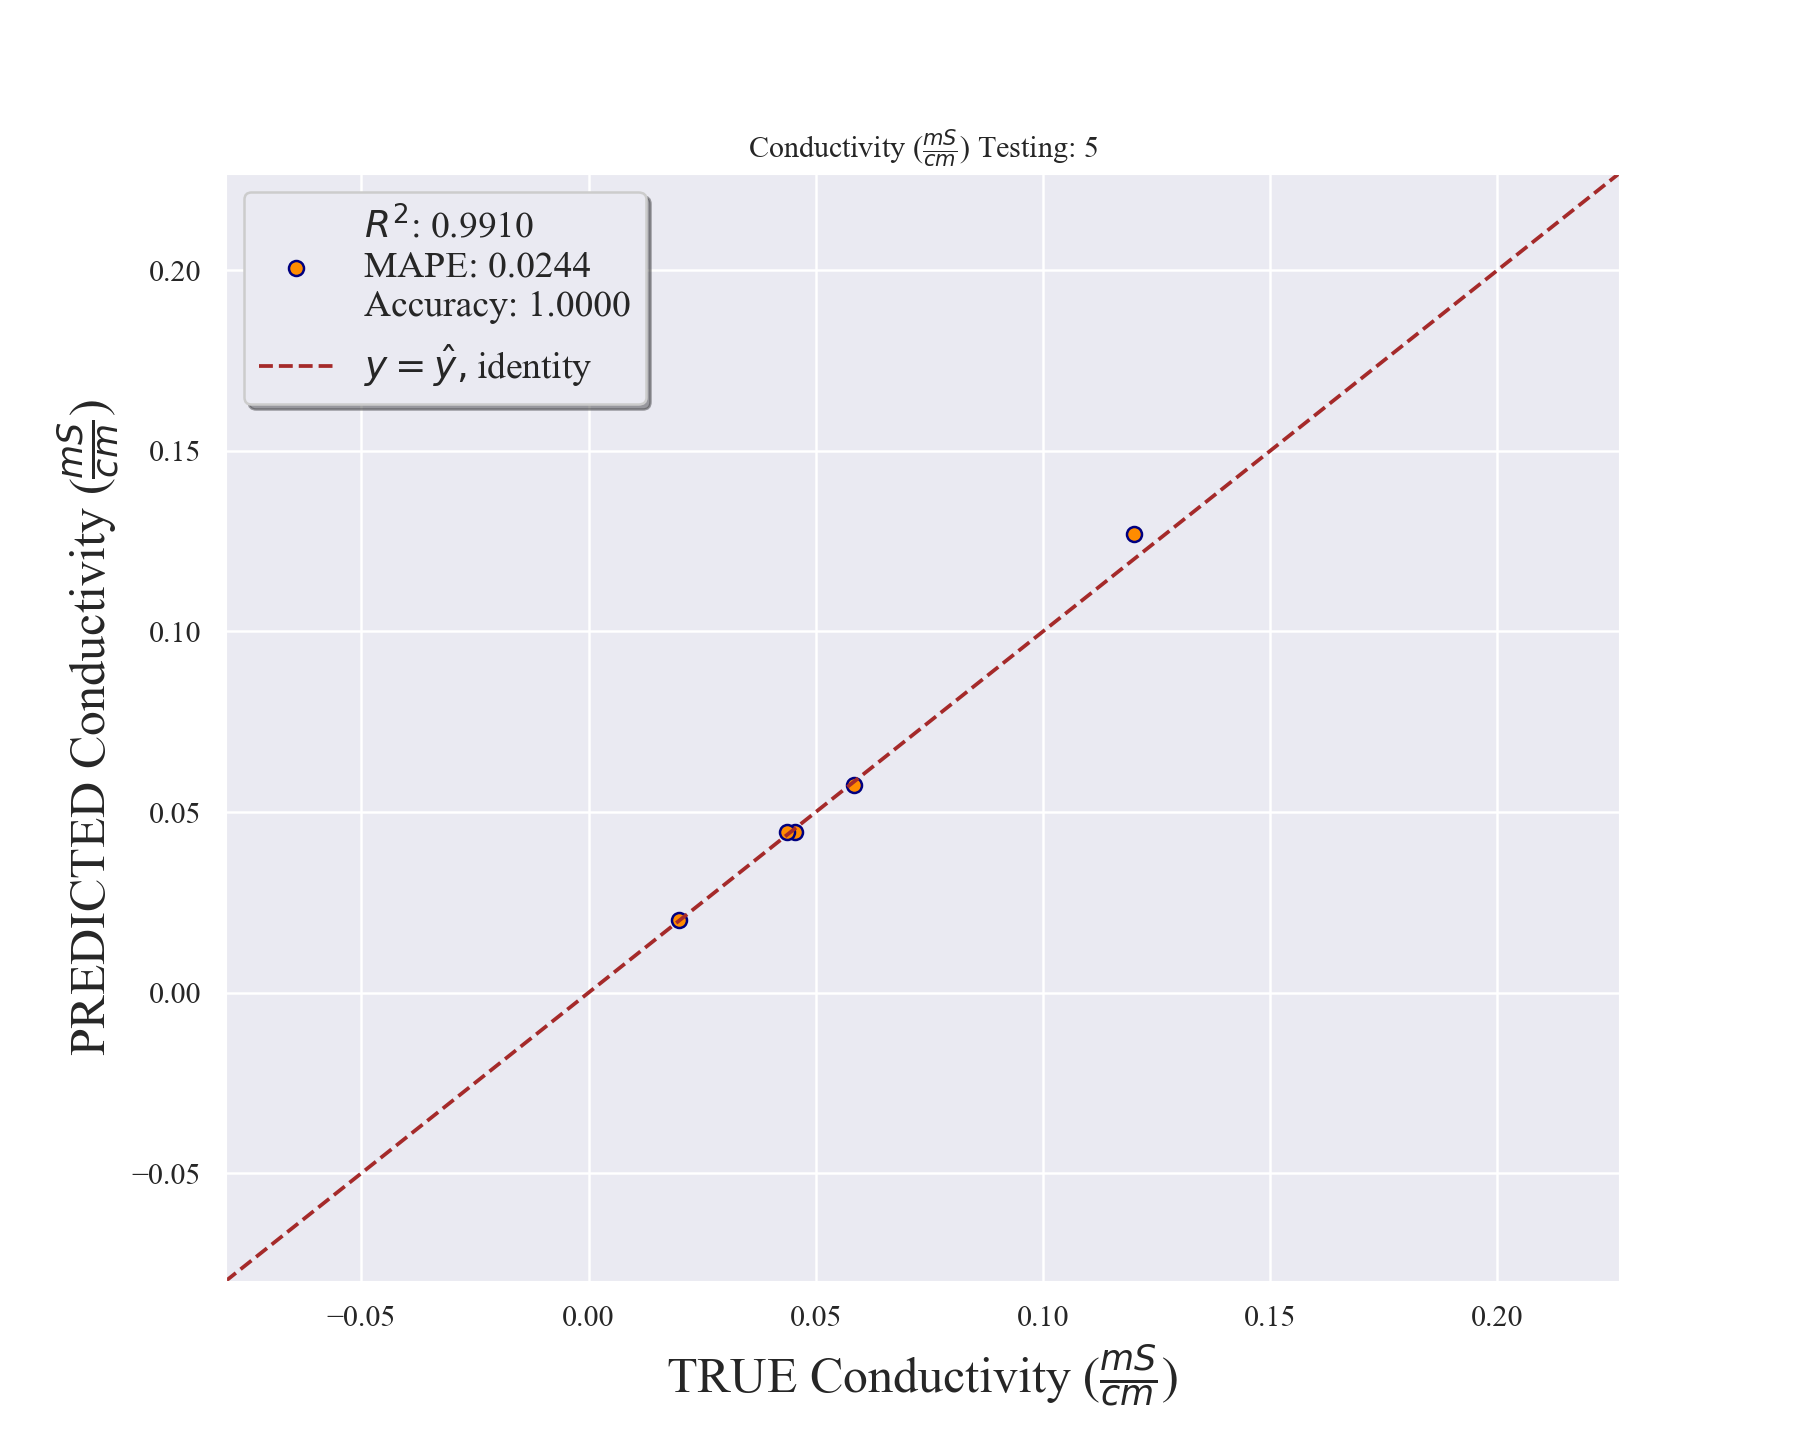 Conductivity (mS/cm) Testing: 5
R²: 0.9910
MAPE: 0.0244
Accuracy: 1.0000
y = ŷ, identity
PREDICTED Conductivity (mS/cm)
0.20
0.15
0.10
0.05
0.00
−0.05
−0.05 0.00 0.05 0.10 0.15 0.20
TRUE Conductivity (mS/cm)